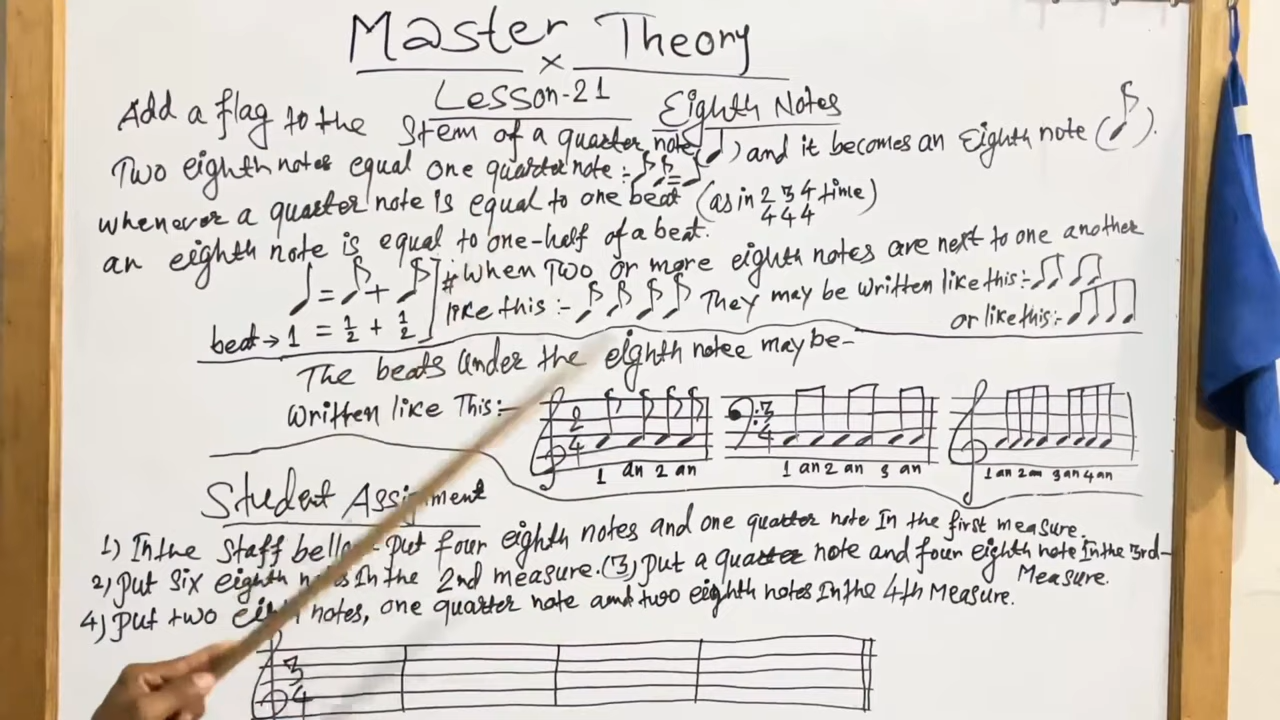 Master Theory
Lesson-21
Eighth Notes
Add a flag to the stem of a quarter note (♩) and it becomes an Eighth note (♪).
Two eighth notes equal one quarter note :- ♪♪=♩
whenever a quarter note is equal to one beat (as in 2/4 3/4 4/4 time)
an eighth note is equal to one-half of a beat.
♩ = ♪ + ♪
beat → 1 = 1/2 + 1/2
# When Two or more eighth notes are next to one another
like this :- ♪ ♪ ♪ ♪ They may be written like this :- ♫ ♫
or like this :-
The beats under the eighth notee may be-
written like This :-
2/4
3/4
1 an 2 an
1 an 2 an 3 an
1 an 2 an 3 an 4 an
Student Assignment
1) In the staff put four eighth notes and one quatter note In the first measure.
2) put six eighth notes In the 2nd measure. (3) put a quatter note and four eighth note In the 3rd-
Measure.
4) put two notes, one quarter note and two eighth notes In the 4th Measure.
3/4